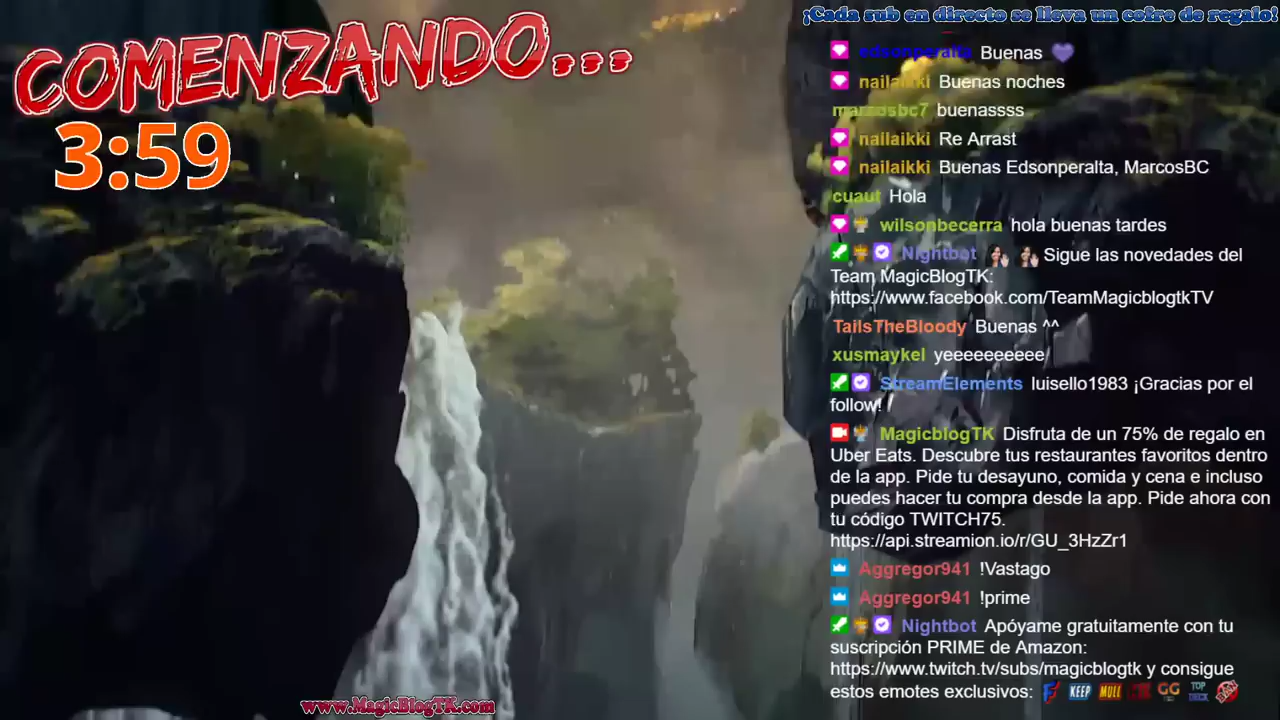 ¡Cada sub en directo se lleva un cofre de regalo!
COMENZANDO...
3:59
edsonperalta Buenas
nailaikki Buenas noches
marcosbc7 buenassss
nailaikki Re Arrast
nailaikki Buenas Edsonperalta, MarcosBC
cuaut Hola
wilsonbecerra hola buenas tardes
Nightbot Sigue las novedades del
Team MagicBlogTK:
https://www.facebook.com/TeamMagicblogtkTV
TailsTheBloody Buenas ^^
xusmaykel yeeeeeeeeee
StreamElements luisello1983 ¡Gracias por el
follow!
MagicblogTK Disfruta de un 75% de regalo en
Uber Eats. Descubre tus restaurantes favoritos dentro
de la app. Pide tu desayuno, comida y cena e incluso
puedes hacer tu compra desde la app. Pide ahora con
tu código TWITCH75.
https://api.streamion.io/r/GU_3HzZr1
Aggregor941 !Vastago
Aggregor941 !prime
Nightbot Apóyame gratuitamente con tu
suscripción PRIME de Amazon:
https://www.twitch.tv/subs/magicblogtk y consigue
estos emotes exclusivos: KEEP MULL GG TOP DECK
www.MagicBlogTK.com